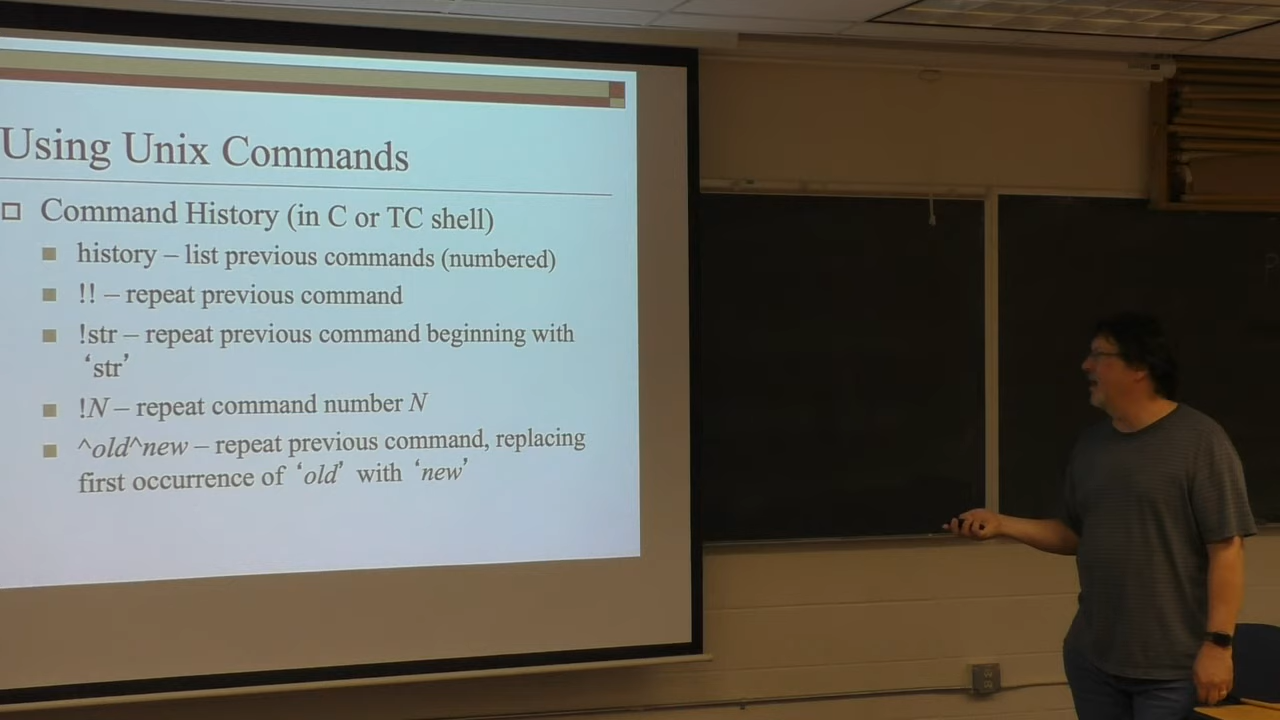 Using Unix Commands
Command History (in C or TC shell)
history – list previous commands (numbered)
!! – repeat previous command
!str – repeat previous command beginning with
‘str’
!N – repeat command number N
^old^new – repeat previous command, replacing
first occurrence of ‘old’ with ‘new’